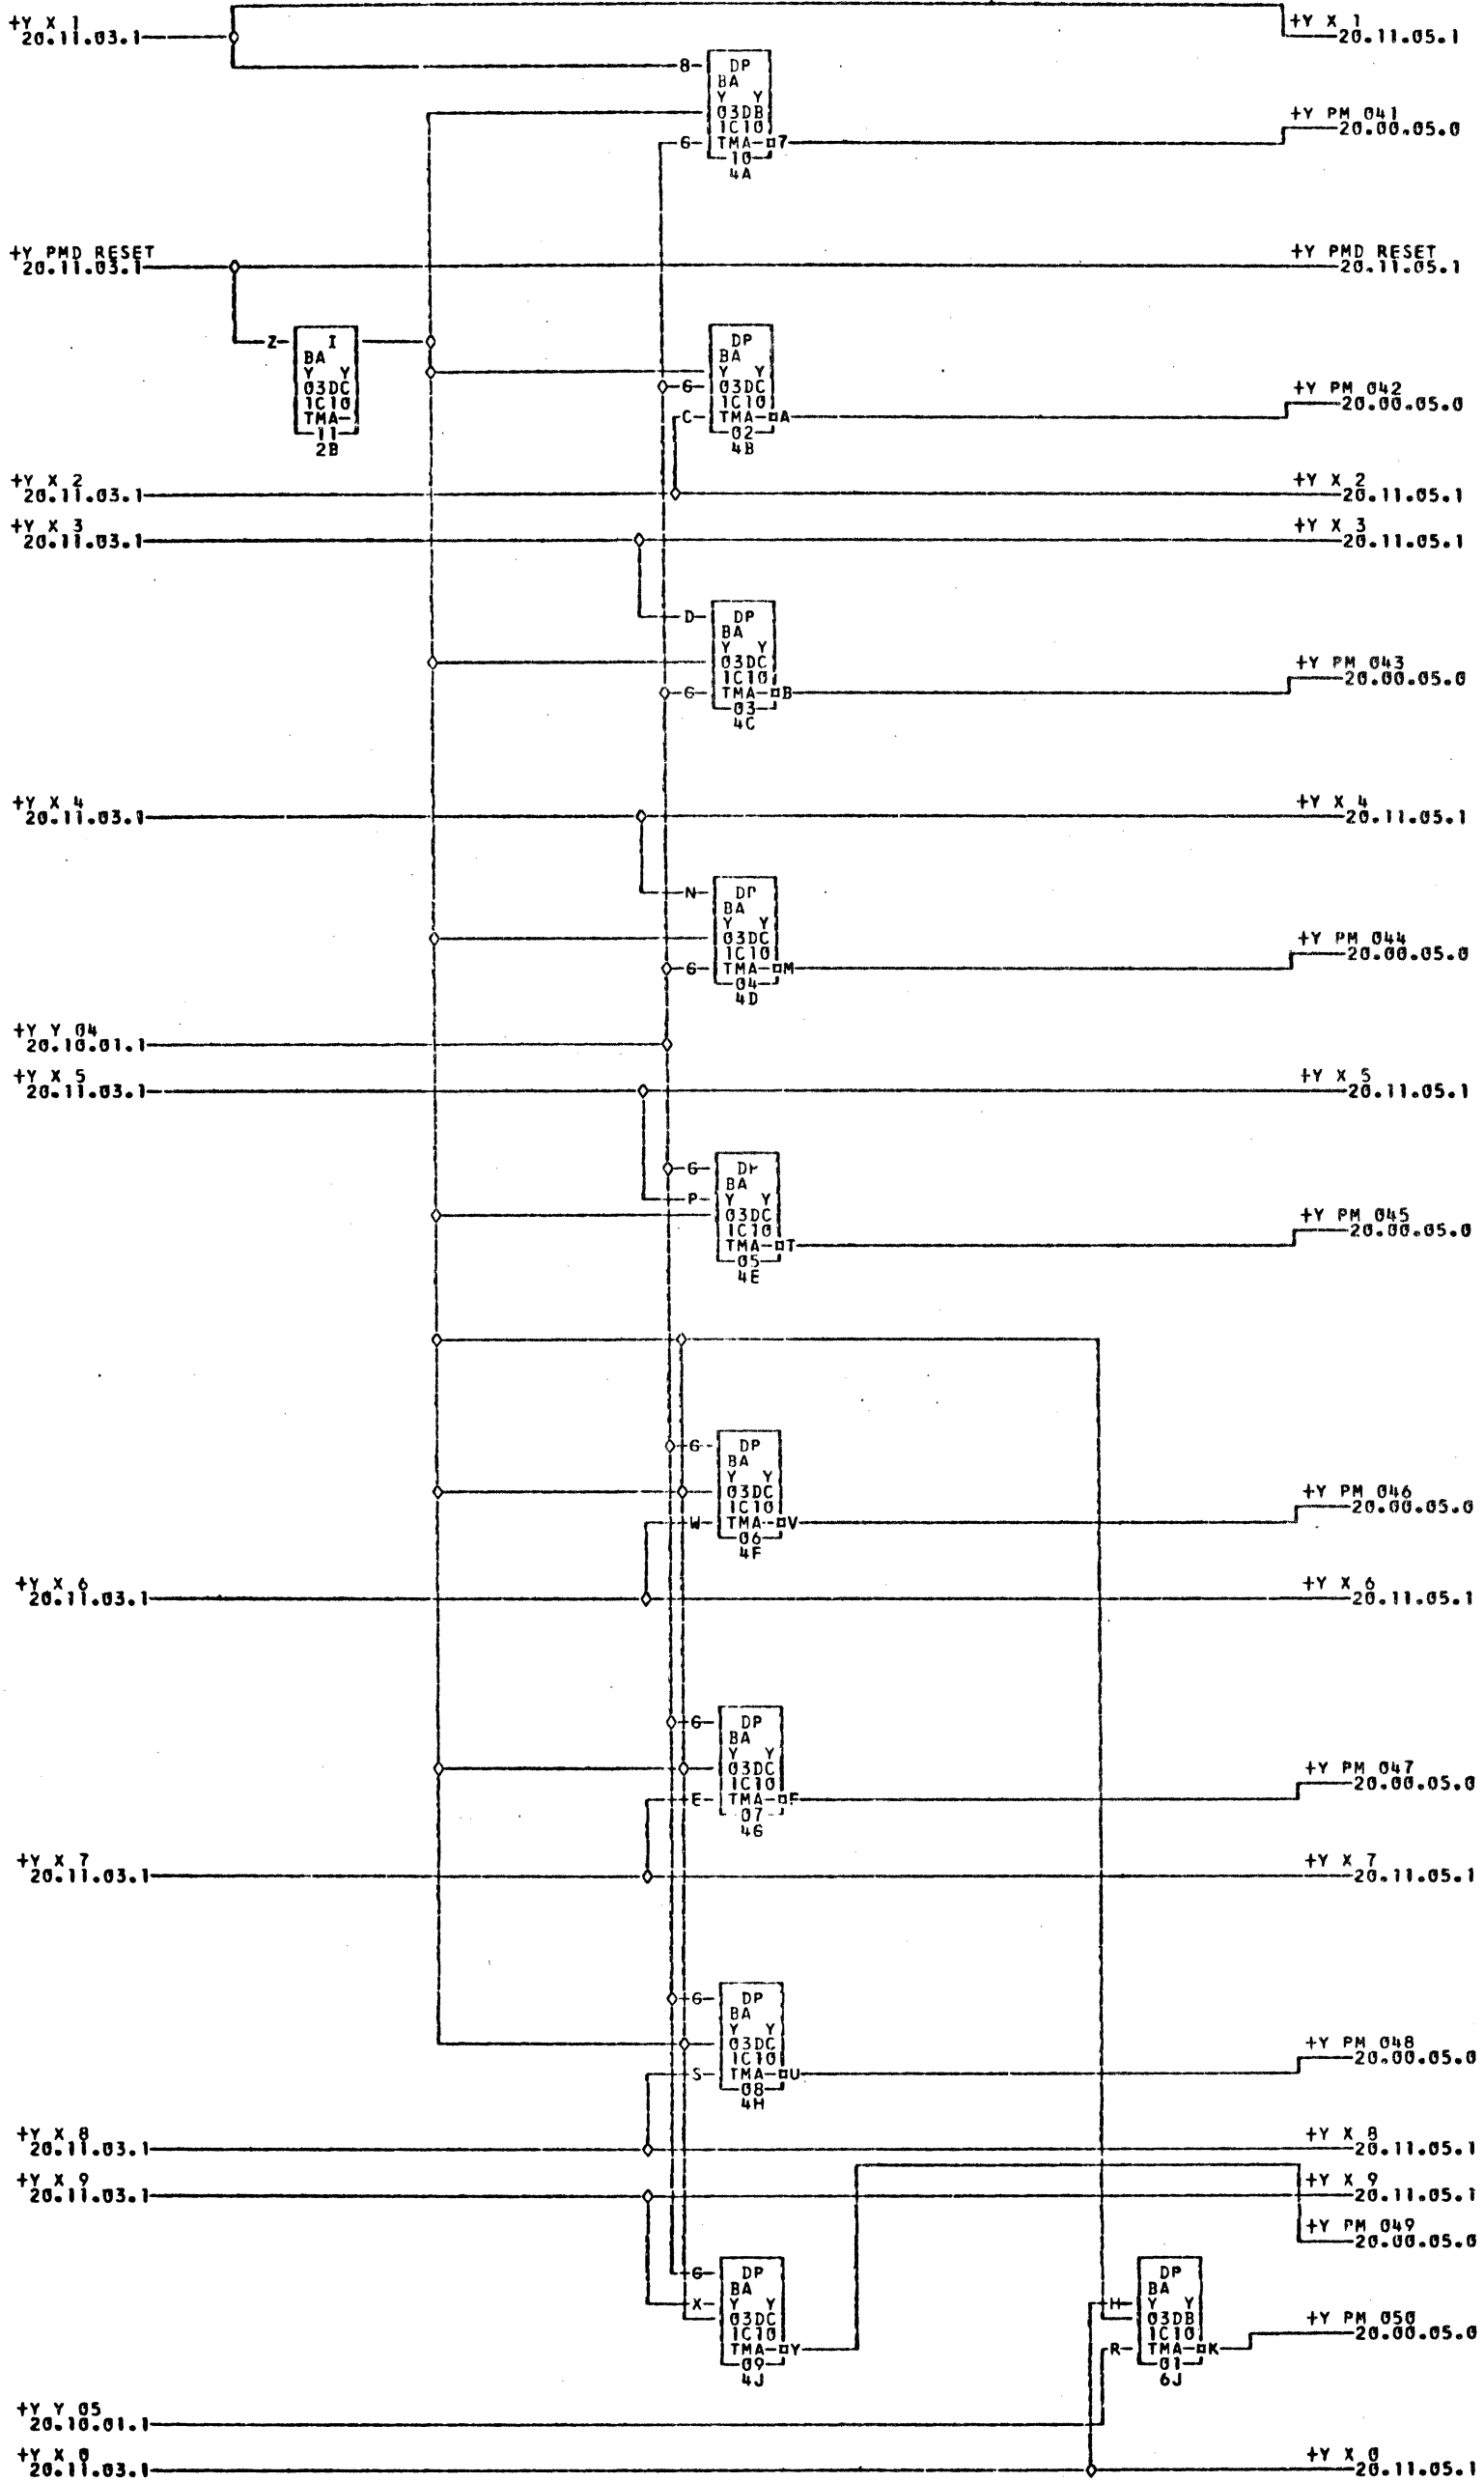 +Y X 1
20.11.03.1
+Y X 1
20.11.05.1
8
DP
BA
Y Y
03DB
1C10
6
TMA
7
10
4A
+Y PM 041
20.00.05.0
+Y PMD RESET
20.11.03.1
+Y PMD RESET
20.11.05.1
Z
I
BA
Y Y
03DC
1C10
TMA
11
2B
DP
BA
Y Y
G
03DC
1C10
C
TMA
A
02
4B
+Y PM 042
20.00.05.0
+Y X 2
20.11.03.1
+Y X 2
20.11.05.1
+Y X 3
20.11.03.1
+Y X 3
20.11.05.1
D
DP
BA
Y Y
03DC
1C10
G
TMA
B
03
4C
+Y PM 043
20.00.05.0
+Y X 4
20.11.03.1
+Y X 4
20.11.05.1
N
DP
BA
Y Y
03DC
1C10
G
TMA
M
04
4D
+Y PM 044
20.00.05.0
+Y Y 04
20.10.01.1
+Y X 5
20.11.03.1
+Y X 5
20.11.05.1
G
DP
BA
P
Y Y
03DC
1C10
TMA
T
05
4E
+Y PM 045
20.00.05.0
G
DP
BA
Y Y
03DC
1C10
W
TMA
V
06
4F
+Y PM 046
20.00.05.0
+Y X 6
20.11.03.1
+Y X 6
20.11.05.1
G
DP
BA
Y Y
03DC
1C10
E
TMA
F
07
4G
+Y PM 047
20.00.05.0
+Y X 7
20.11.03.1
+Y X 7
20.11.05.1
G
DP
BA
Y Y
03DC
1C10
S
TMA
U
08
4H
+Y PM 048
20.00.05.0
+Y X 8
20.11.03.1
+Y X 8
20.11.05.1
+Y X 9
20.11.03.1
+Y X 9
20.11.05.1
+Y PM 049
20.00.05.0
G
DP
BA
X
Y Y
03DC
1C10
TMA
Y
09
4J
DP
BA
H
Y Y
03DB
1C10
R
TMA
K
01
6J
+Y PM 050
20.00.05.0
+Y Y 05
20.10.01.1
+Y X 0
20.11.03.1
+Y X 0
20.11.05.1